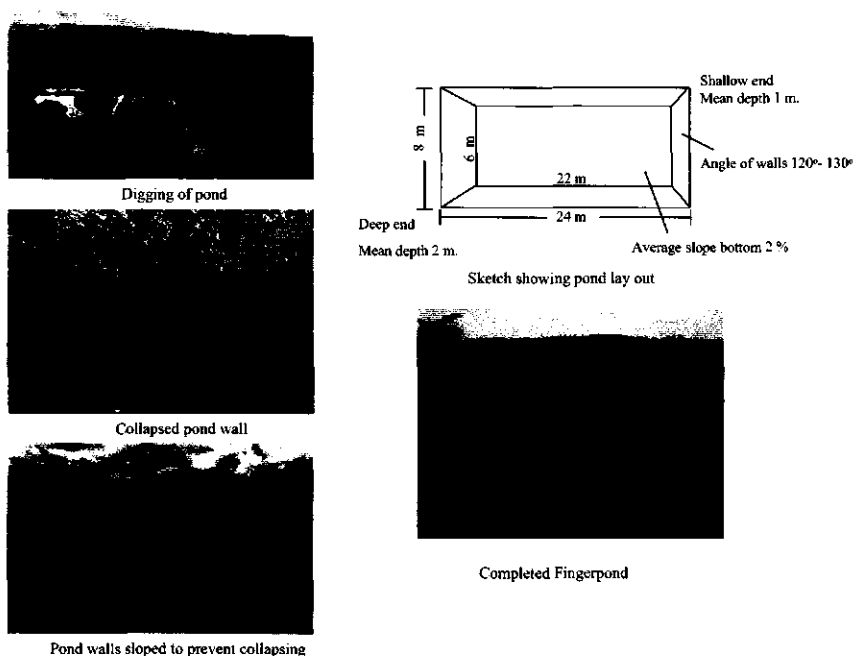 Digging of pond
Collapsed pond wall
Pond walls sloped to prevent collapsing
Shallow end
Mean depth 1 m.
8 m
6 m
Angle of walls 120º- 130º
22 m
24 m
Deep end
Mean depth 2 m.
Average slope bottom 2 %
Sketch showing pond lay out
Completed Fingerpond